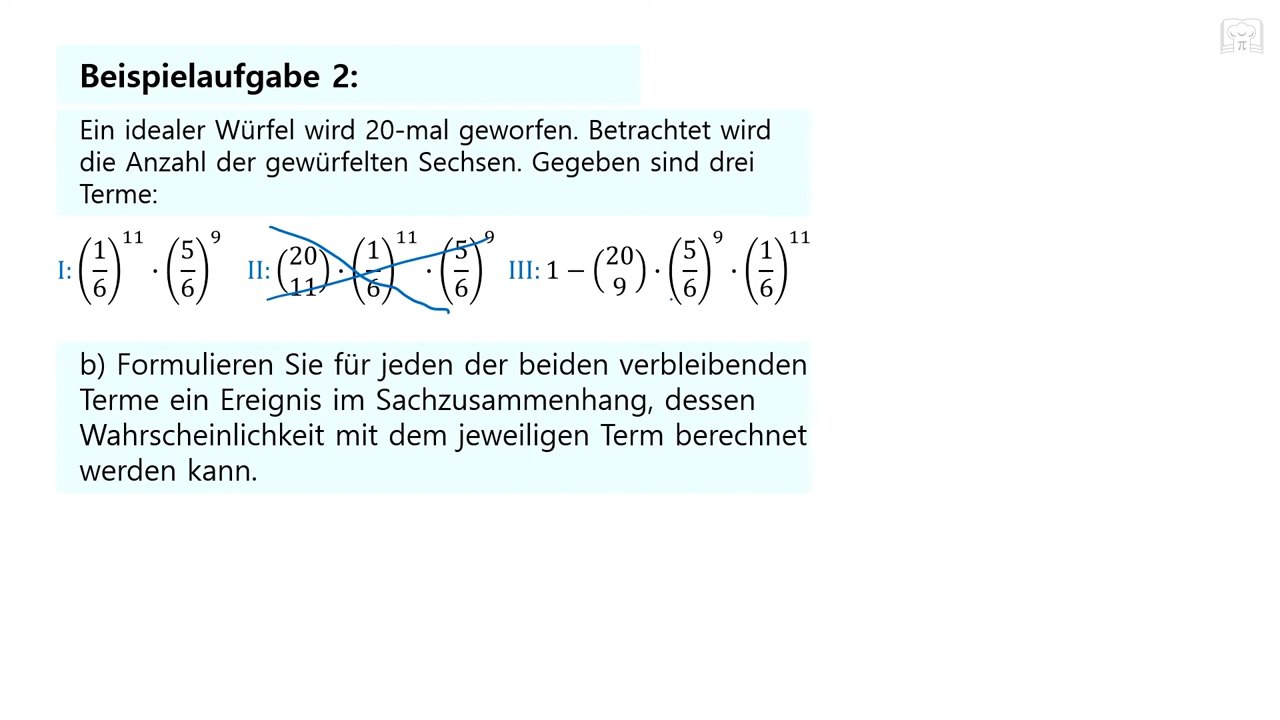 Beispielaufgabe 2:
Ein idealer Würfel wird 20-mal geworfen. Betrachtet wird
die Anzahl der gewürfelten Sechsen. Gegeben sind drei
Terme:
I: (1/6)^11 · (5/6)^9 II: (20 11) · (1/6)^11 · (5/6)^9 III: 1 − (20 9) · (5/6)^9 · (1/6)^11
b) Formulieren Sie für jeden der beiden verbleibenden
Terme ein Ereignis im Sachzusammenhang, dessen
Wahrscheinlichkeit mit dem jeweiligen Term berechnet
werden kann.
π